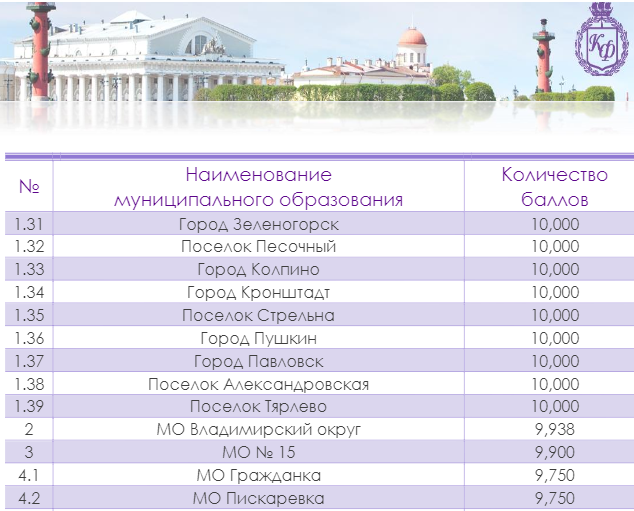 КФ
№ Наименование муниципального образования Количество баллов
1.31 Город Зеленогорск 10,000
1.32 Поселок Песочный 10,000
1.33 Город Колпино 10,000
1.34 Город Кронштадт 10,000
1.35 Поселок Стрельна 10,000
1.36 Город Пушкин 10,000
1.37 Город Павловск 10,000
1.38 Поселок Александровская 10,000
1.39 Поселок Тярлево 10,000
2 МО Владимирский округ 9,938
3 МО № 15 9,900
4.1 МО Гражданка 9,750
4.2 МО Пискаревка 9,750